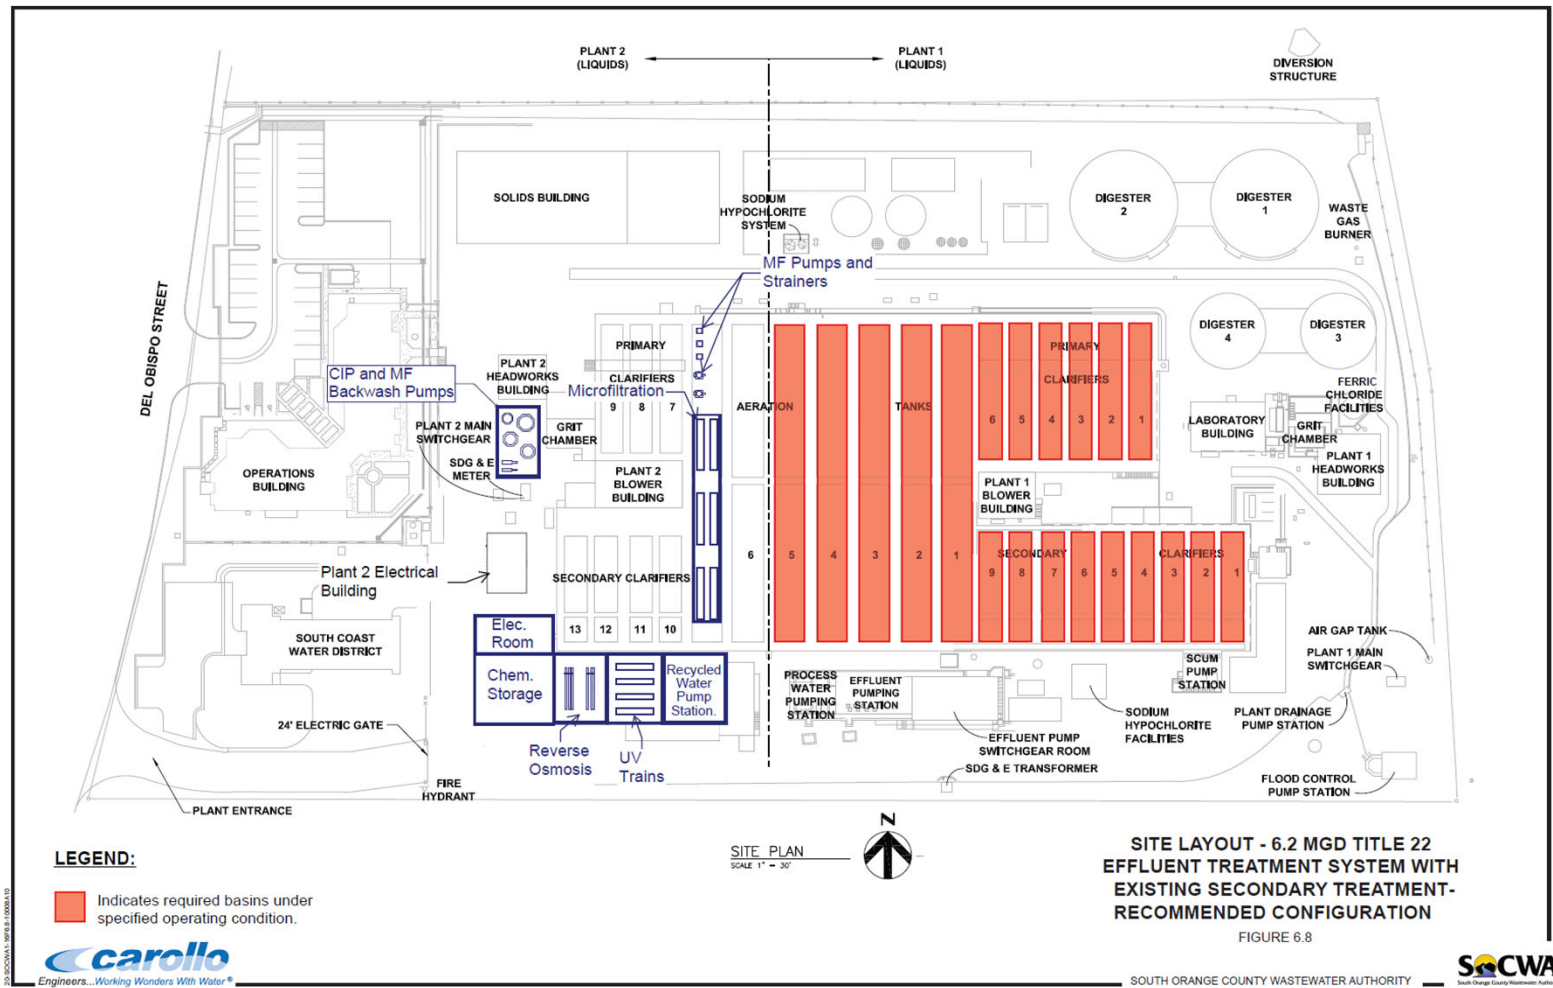 PLANT 2
(LIQUIDS)
PLANT 1
(LIQUIDS)
DIVERSION
STRUCTURE
SOLIDS BUILDING
SODIUM
HYPOCHLORITE
SYSTEM
MF Pumps and
Strainers
DIGESTER
2
DIGESTER
1
WASTE
GAS
BURNER
DEL OBISPO STREET
DIGESTER
4
DIGESTER
3
PRIMARY
CLARIFIERS
9 8 7
PLANT 2
HEADWORKS
BUILDING
CIP and MF
Backwash Pumps
Microfiltration
PLANT 2 MAIN
SWITCHGEAR
GRIT
CHAMBER
SDG & E
METER
OPERATIONS
BUILDING
PLANT 2
BLOWER
BUILDING
AERATION TANKS
6 5 4 3 2 1
PRIMARY
CLARIFIERS
6 5 4 3 2 1
FERRIC
CHLORIDE
FACILITIES
LABORATORY
BUILDING
GRIT
CHAMBER
PLANT 1
HEADWORKS
BUILDING
PLANT 1
BLOWER
BUILDING
SECONDARY CLARIFIERS
9 8 7 6 5 4 3 2 1
Plant 2 Electrical
Building
SECONDARY CLARIFIERS
13 12 11 10
SOUTH COAST
WATER DISTRICT
Elec.
Room
Chem.
Storage
Recycled
Water
Pump
Station.
Reverse
Osmosis
UV
Trains
PROCESS
WATER
PUMPING
STATION
EFFLUENT
PUMPING
STATION
SCUM
PUMP
STATION
AIR GAP TANK
PLANT 1 MAIN
SWITCHGEAR
24' ELECTRIC GATE
EFFLUENT PUMP
SWITCHGEAR ROOM
SODIUM
HYPOCHLORITE
FACILITIES
PLANT DRAINAGE
PUMP STATION
SDG & E TRANSFORMER
FLOOD CONTROL
PUMP STATION
FIRE
HYDRANT
PLANT ENTRANCE
N
SITE PLAN
SCALE 1" = 30'
LEGEND:
Indicates required basins under
specified operating condition.
SITE LAYOUT - 6.2 MGD TITLE 22
EFFLUENT TREATMENT SYSTEM WITH
EXISTING SECONDARY TREATMENT-
RECOMMENDED CONFIGURATION
FIGURE 6.8
carollo
Engineers...Working Wonders With Water®
SOUTH ORANGE COUNTY WASTEWATER AUTHORITY
SOCWA